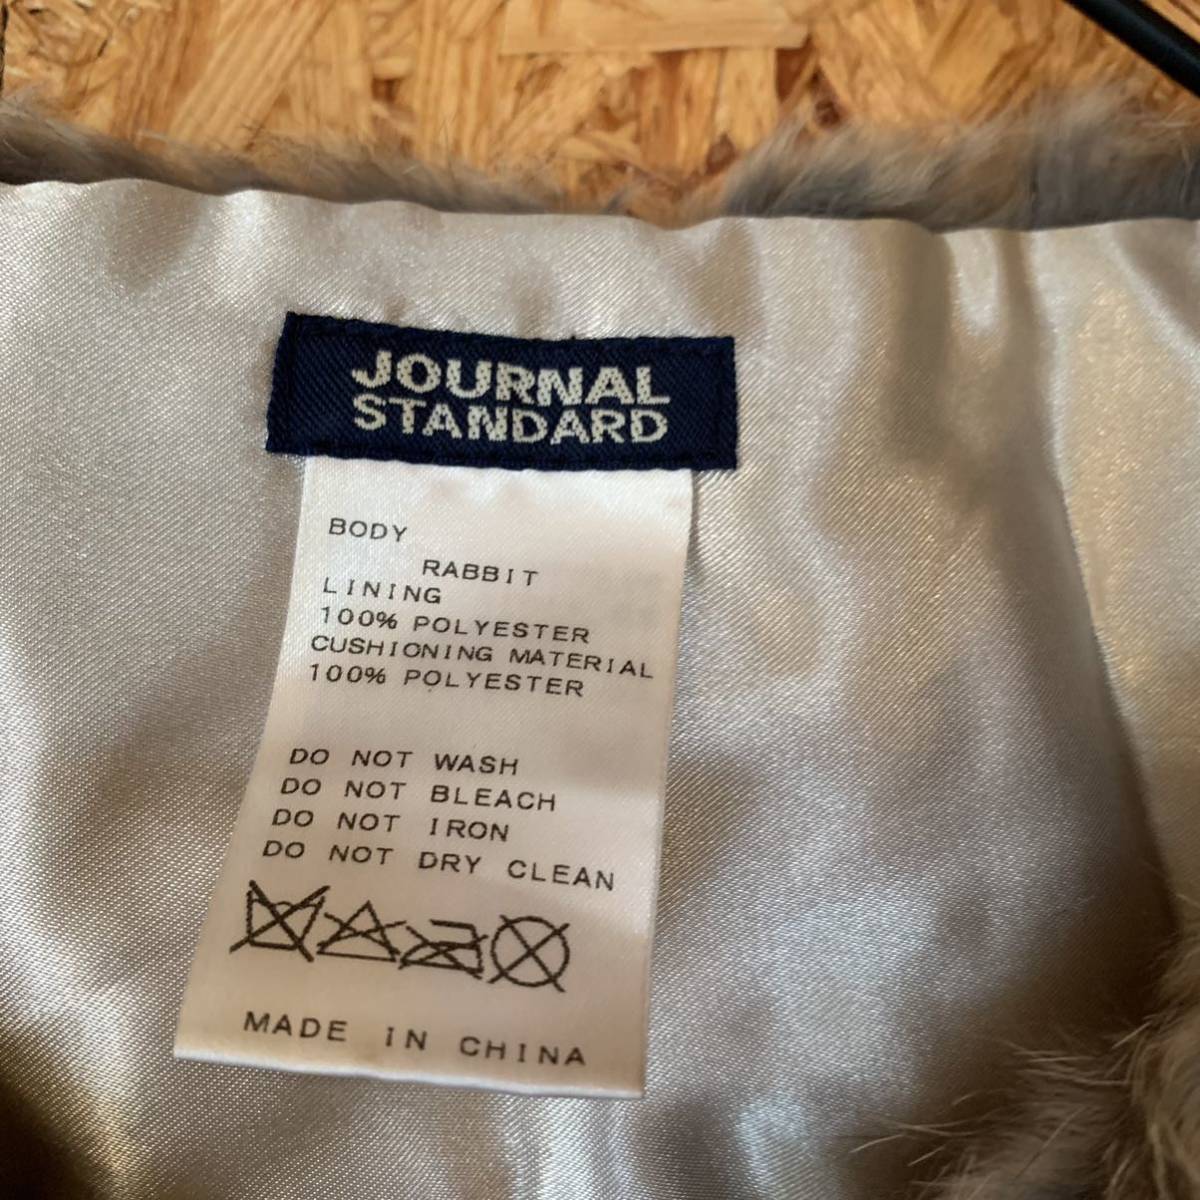 JOURNAL
STANDARD
BODY
RABBIT
LINING
100% POLYESTER
CUSHIONING MATERIAL
100% POLYESTER
DO NOT WASH
DO NOT BLEACH
DO NOT IRON
DO NOT DRY CLEAN
MADE IN CHINA